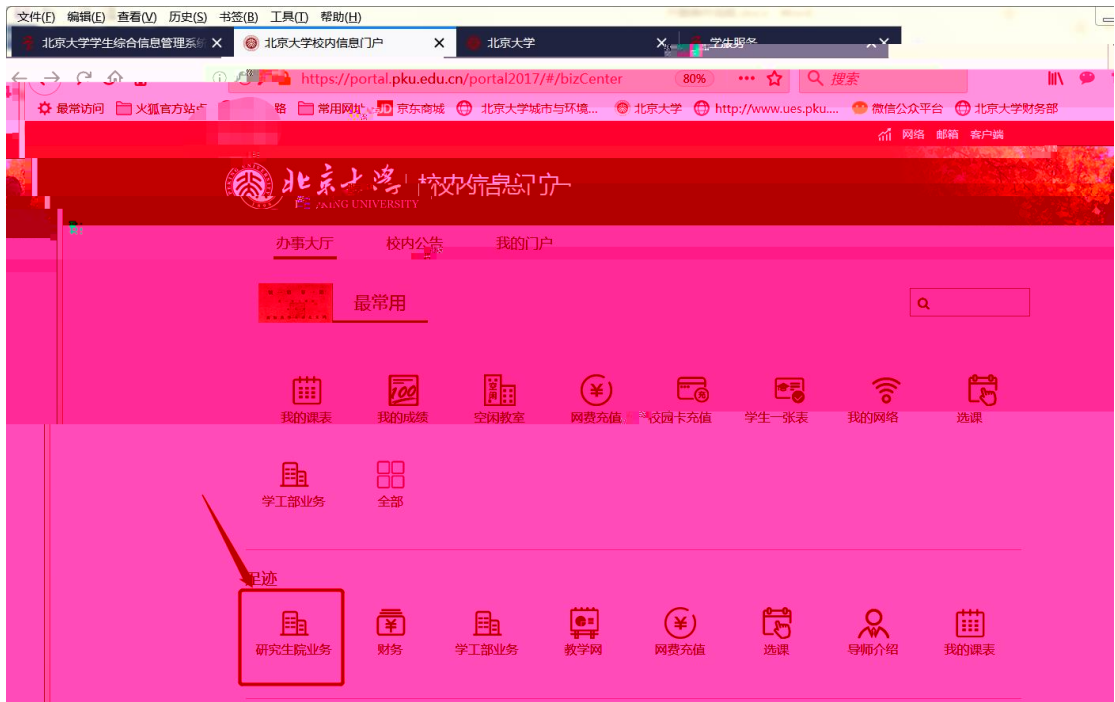 文件(F) 编辑(E) 查看(V) 历史(S) 书签(B) 工具(T) 帮助(H)
北京大学学生综合信息管理系统 北京大学校内信息门户 北京大学 学生服务
https://portal.pku.edu.cn/portal2017/#/bizCenter 80% 搜索
最常访问 火狐官方站点 常用网址 JD 京东商城 北京大学城市与环境... 北京大学 http://www.ues.pku.... 微信公众平台 北京大学财务部
网络 邮箱 客户端
北京大学 校内信息门户
PEKING UNIVERSITY
办事大厅 校内公告 我的门户
最常用
我的课表 我的成绩 空闲教室 网费充值 校园卡充值 学生一张表 我的网络 选课
学工部业务 全部
足迹
研究生院业务 财务 学工部业务 教学网 网费充值 选课 导师介绍 我的课表